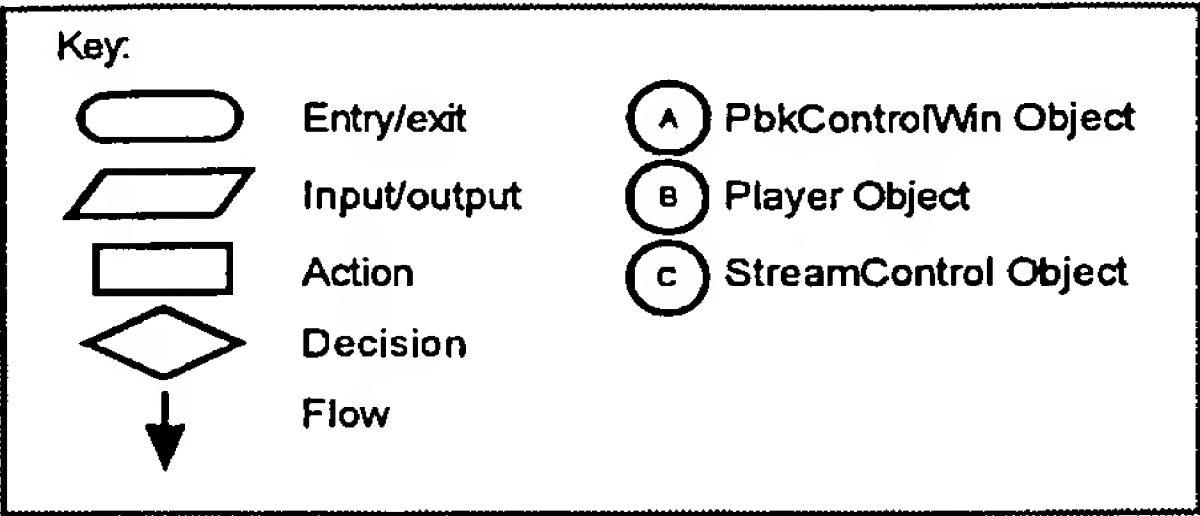 Key:
Entry/exit
A PbkControlWin Object
Input/output
B Player Object
Action
C StreamControl Object
Decision
Flow